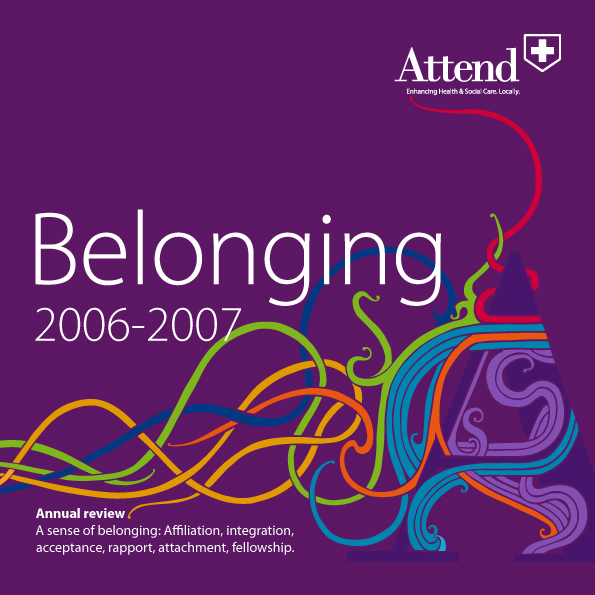 Attend
Enhancing Health & Social Care. Locally.
Belonging
2006-2007
Annual review
A sense of belonging: Affiliation, integration,
acceptance, rapport, attachment, fellowship.